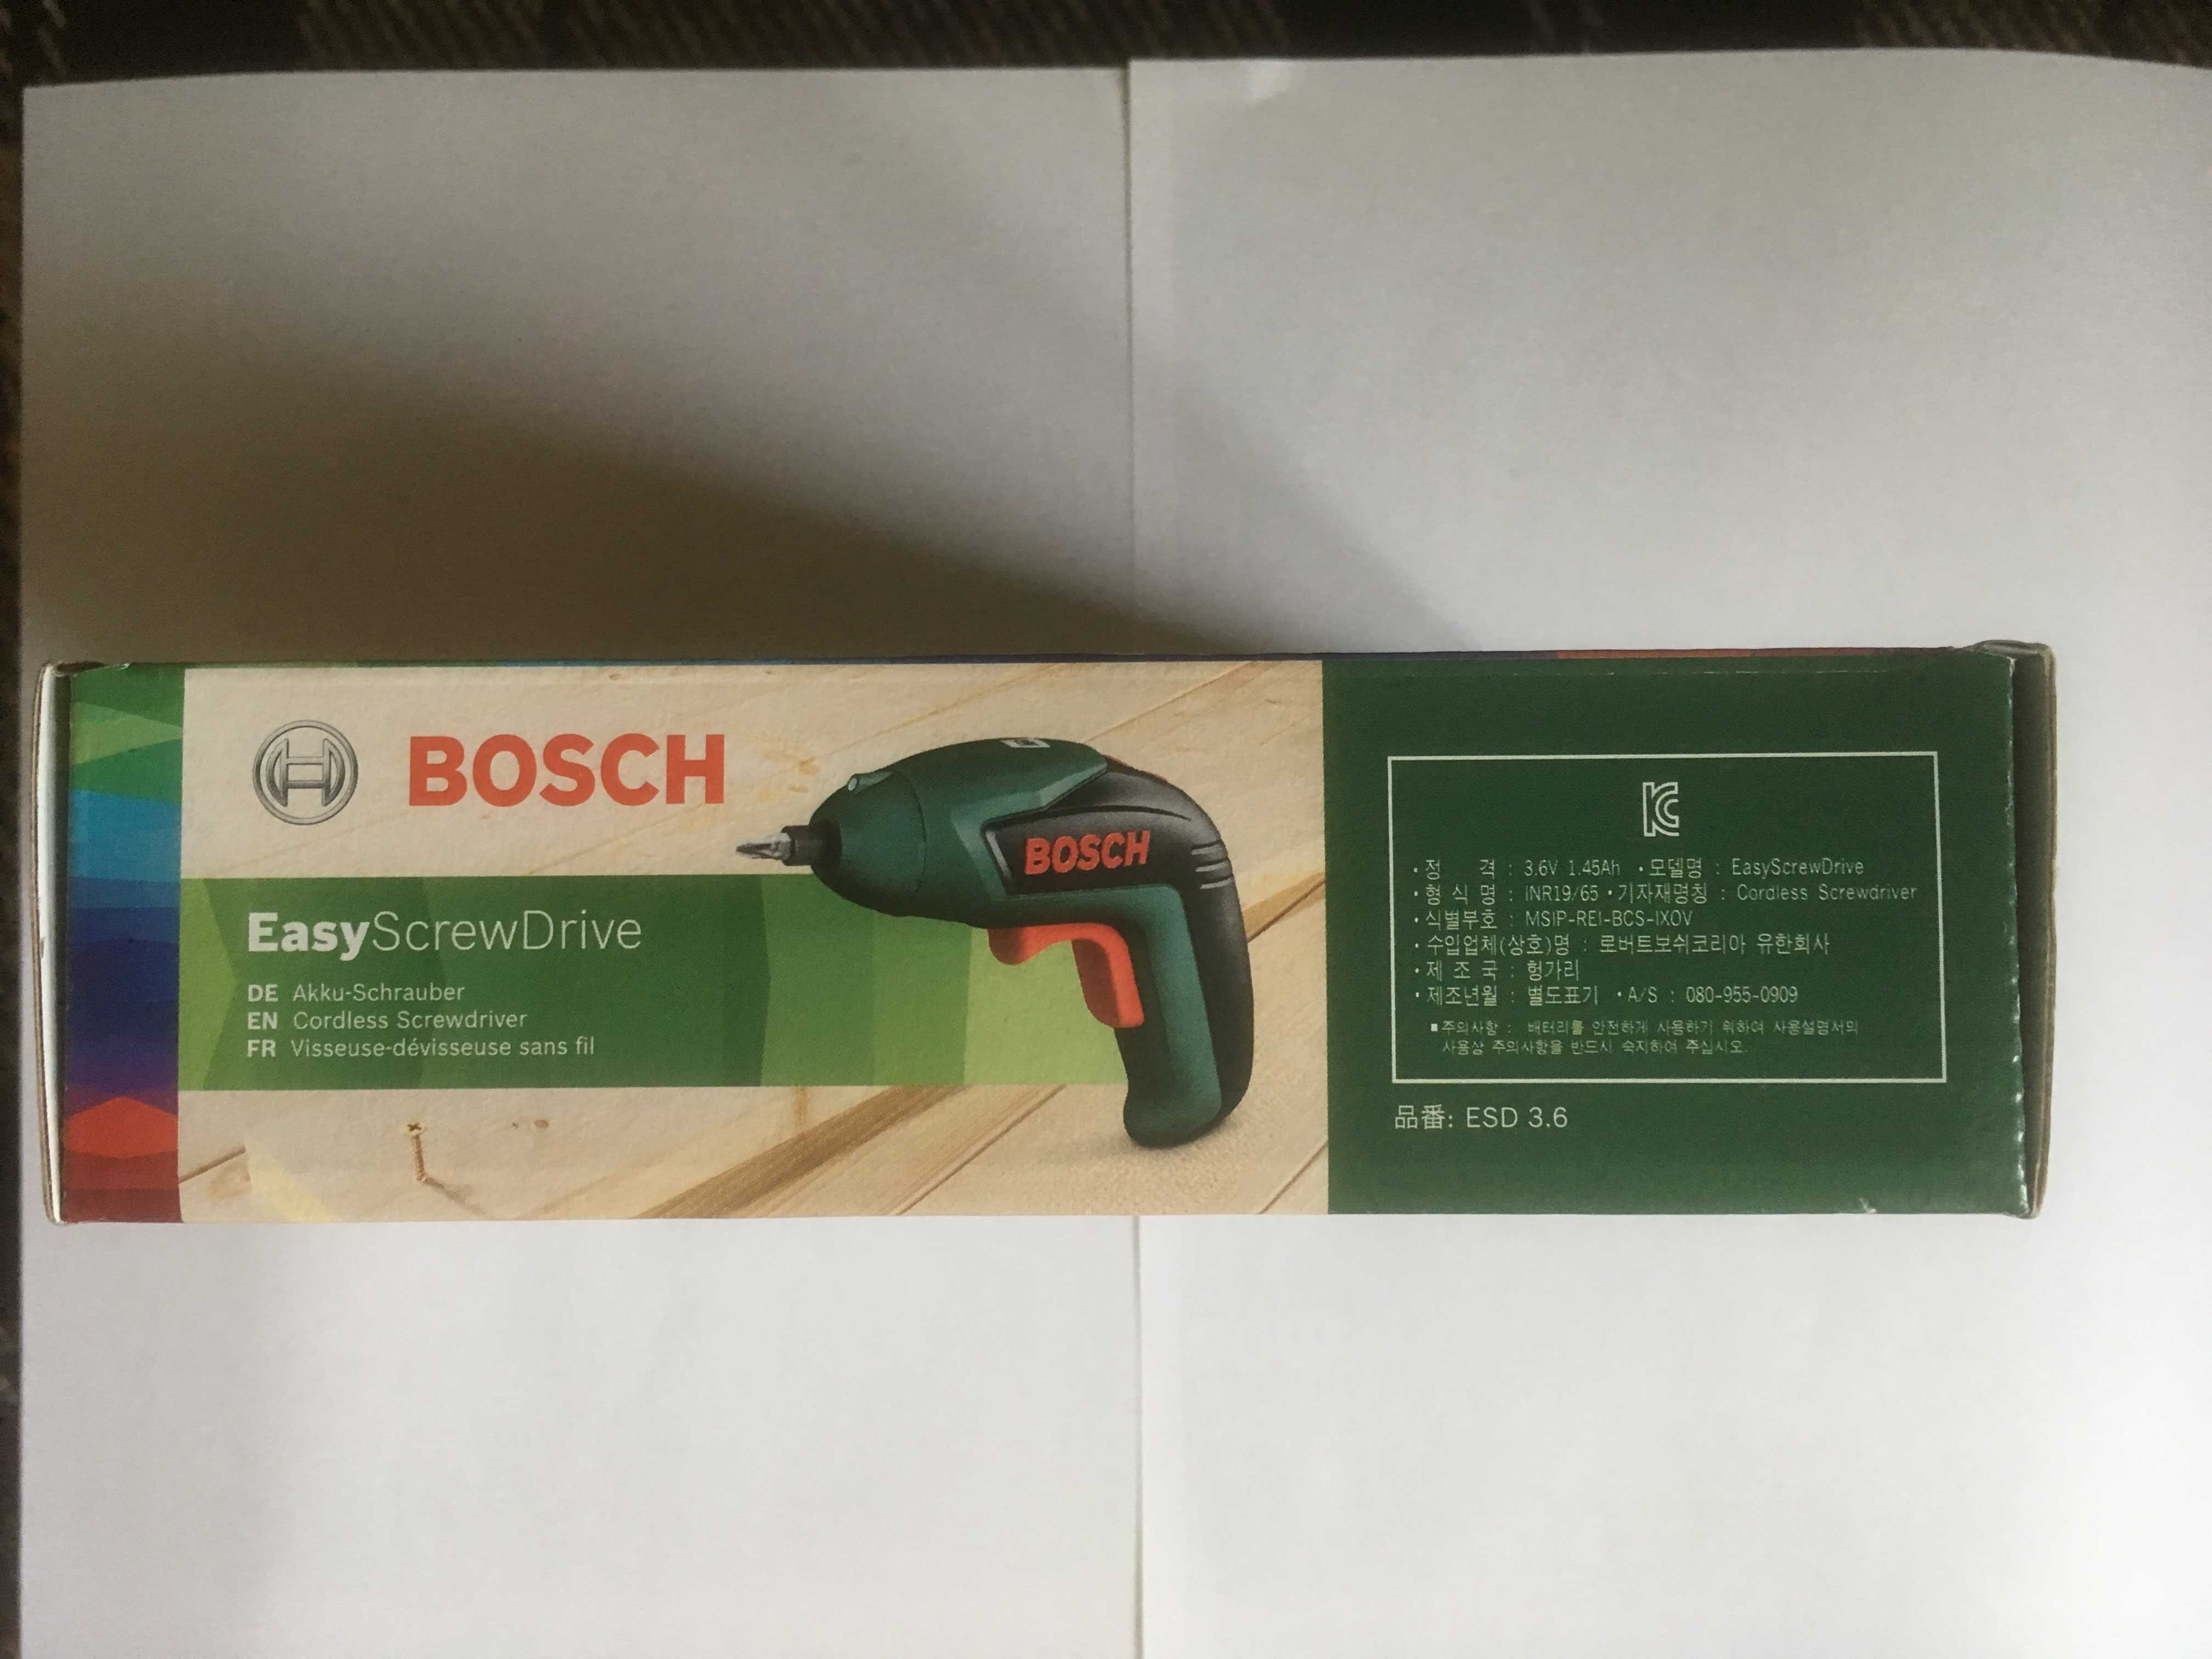 BOSCH
EasyScrewDrive
DE Akku-Schrauber
EN Cordless Screwdriver
FR Visseuse-dévisseuse sans fil
BOSCH
KC
· 정 격 : 3.6V 1.45Ah · 모델명 : EasyScrewDrive
· 형 식 명 : INR19/65 · 기자재명칭 : Cordless Screwdriver
· 식별부호 : MSIP-REI-BCS-IXOV
· 수입업체(상호)명 : 로버트보쉬코리아 유한회사
· 제 조 국 : 헝가리
· 제조년월 : 별도표기 · A/S : 080-955-0909
■ 주의사항 : 배터리를 안전하게 사용하기 위하여 사용설명서의
사용상 주의사항을 반드시 숙지하여 주십시오.
品番: ESD 3.6